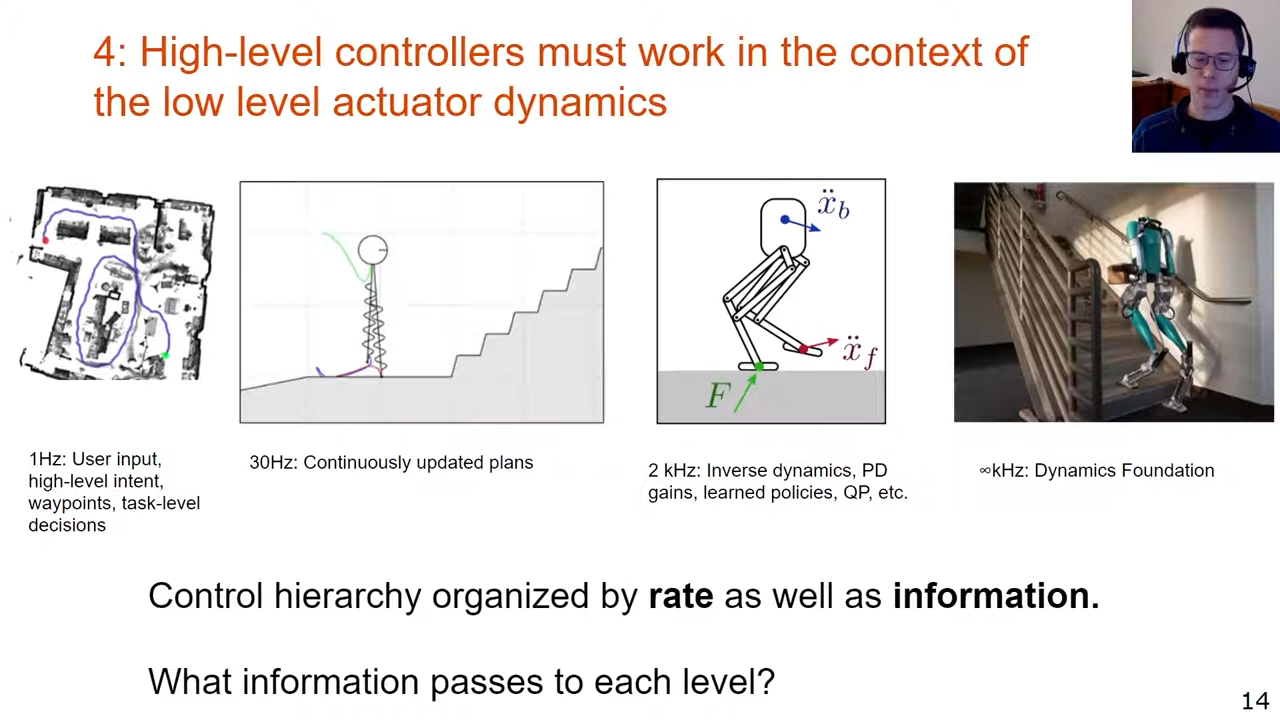 4: High-level controllers must work in the context of
the low level actuator dynamics
ẍb
ẍf
F
1Hz: User input,
high-level intent,
waypoints, task-level
decisions
30Hz: Continuously updated plans
2 kHz: Inverse dynamics, PD
gains, learned policies, QP, etc.
∞kHz: Dynamics Foundation
Control hierarchy organized by rate as well as information.
What information passes to each level?
14